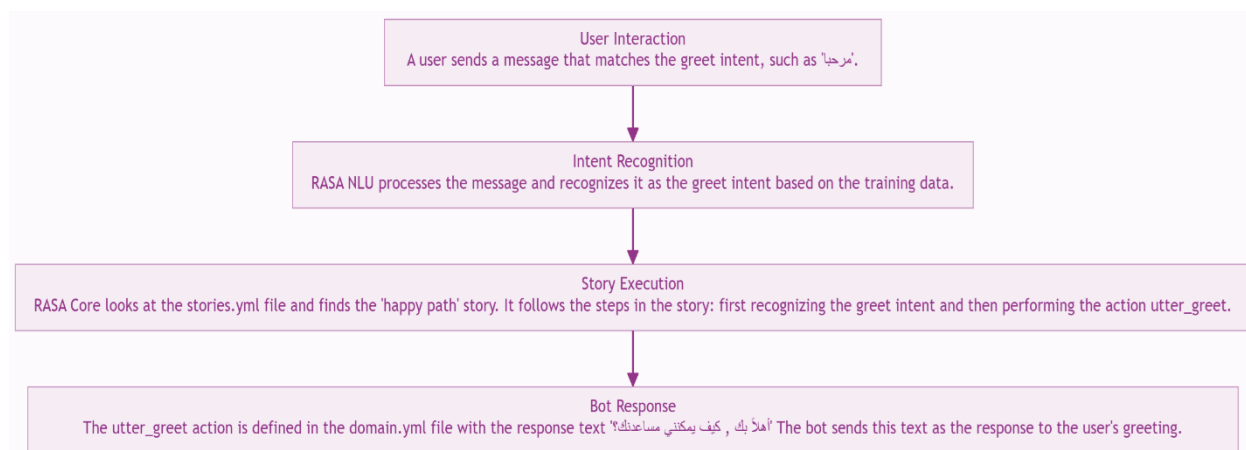 User Interaction
A user sends a message that matches the greet intent, such as 'مرحبا'.
Intent Recognition
RASA NLU processes the message and recognizes it as the greet intent based on the training data.
Story Execution
RASA Core looks at the stories.yml file and finds the 'happy path' story. It follows the steps in the story: first recognizing the greet intent and then performing the action utter_greet.
Bot Response
The utter_greet action is defined in the domain.yml file with the response text 'أهلاً بك , كيف يمكنني مساعدتك؟' The bot sends this text as the response to the user's greeting.